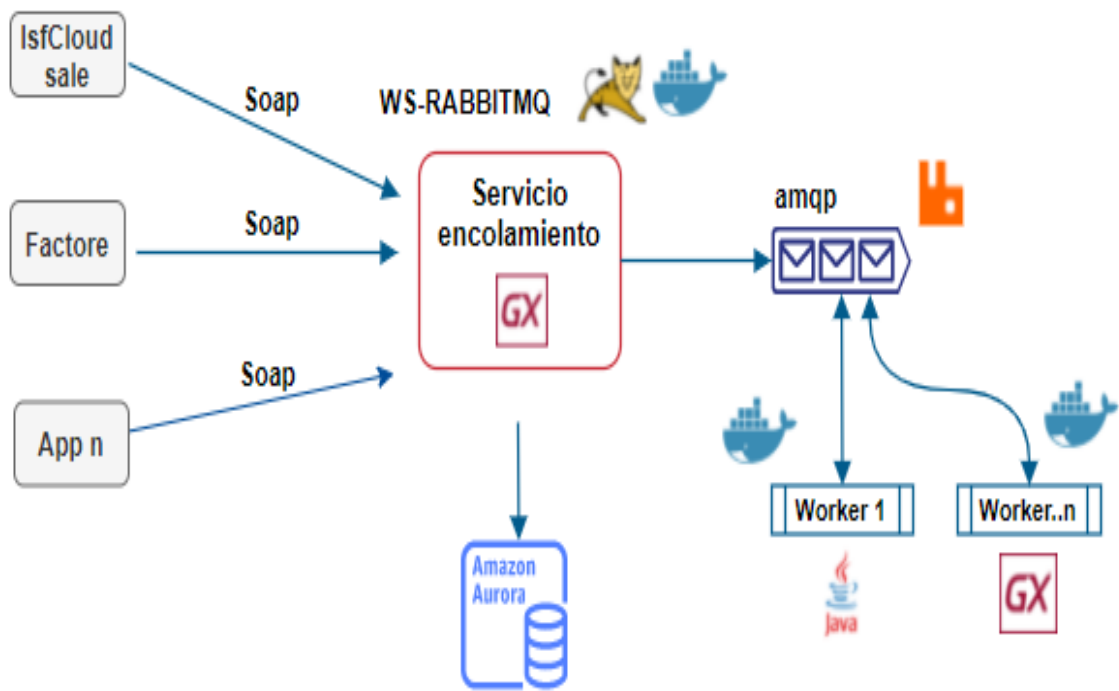 IsfCloud
sale
Soap
WS-RABBITMQ
Servicio
encolamiento
GX
amqp
Factore
Soap
App n
Soap
Amazon
Aurora
Worker 1
Java
Worker..n
GX